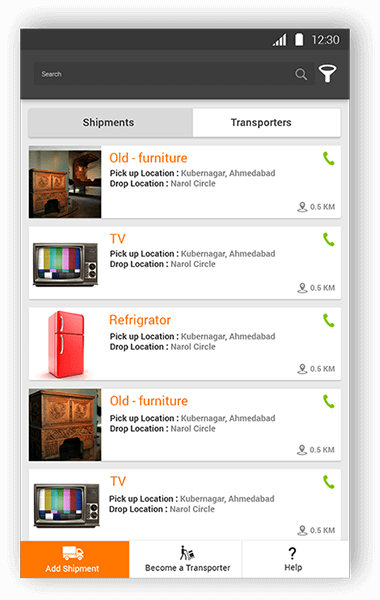 12:30
Search
Shipments Transporters
Old - furniture
Pick up Location : Kubernagar, Ahmedabad
Drop Location : Narol Circle
0.5 KM
TV
Pick up Location : Kubernagar, Ahmedabad
Drop Location : Narol Circle
0.5 KM
Refrigrator
Pick up Location : Kubernagar, Ahmedabad
Drop Location : Narol Circle
0.5 KM
Old - furniture
Pick up Location : Kubernagar, Ahmedabad
Drop Location : Narol Circle
0.5 KM
TV
Pick up Location : Kubernagar, Ahmedabad
Drop Location : Narol Circle
0.5 KM
Add Shipment Become a Transporter Help